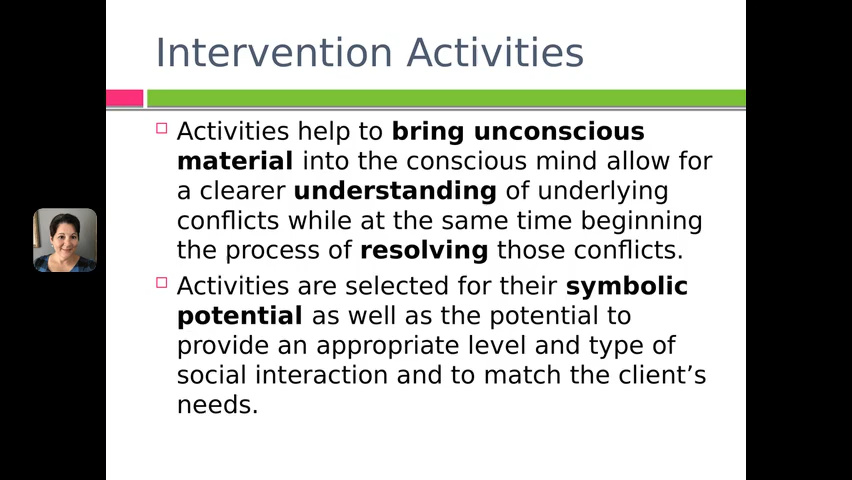 Intervention Activities
Activities help to bring unconscious
material into the conscious mind allow for
a clearer understanding of underlying
conflicts while at the same time beginning
the process of resolving those conflicts.
Activities are selected for their symbolic
potential as well as the potential to
provide an appropriate level and type of
social interaction and to match the client’s
needs.